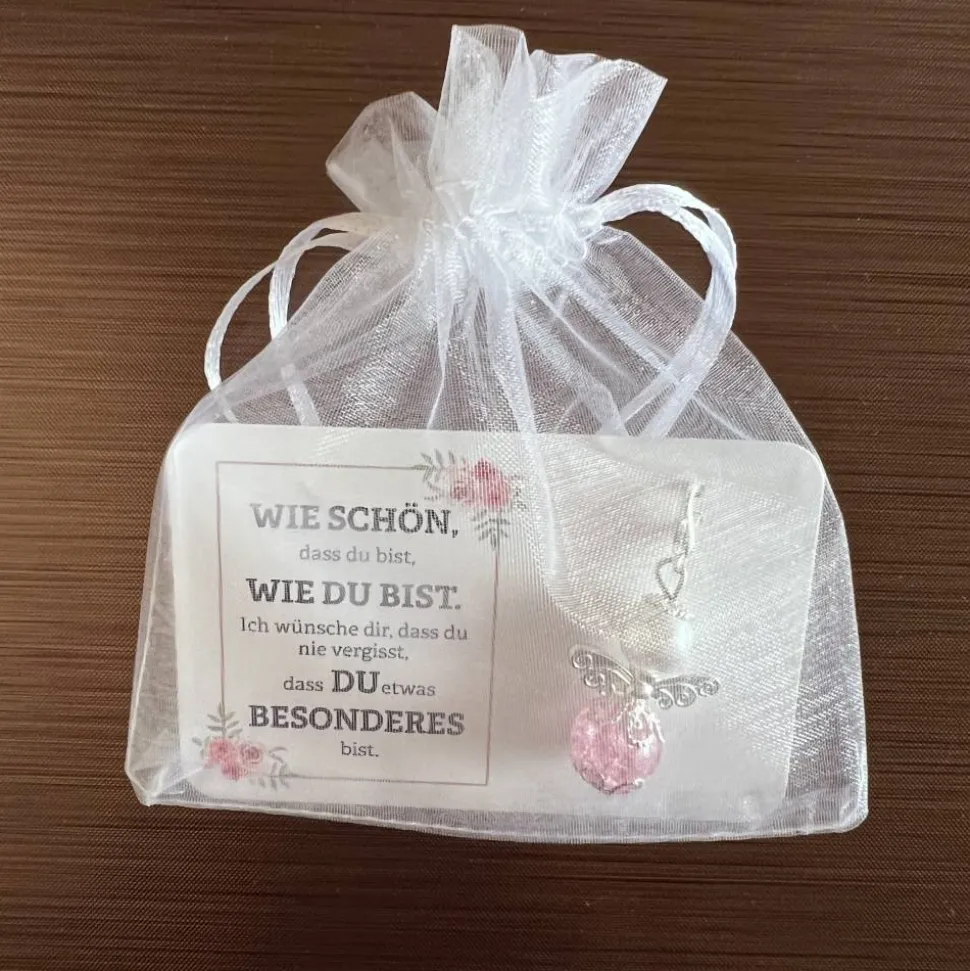 WIE SCHÖN,
dass du bist,
WIE DU BIST.
Ich wünsche dir, dass du
nie vergisst,
dass DU etwas
BESONDERES
bist.